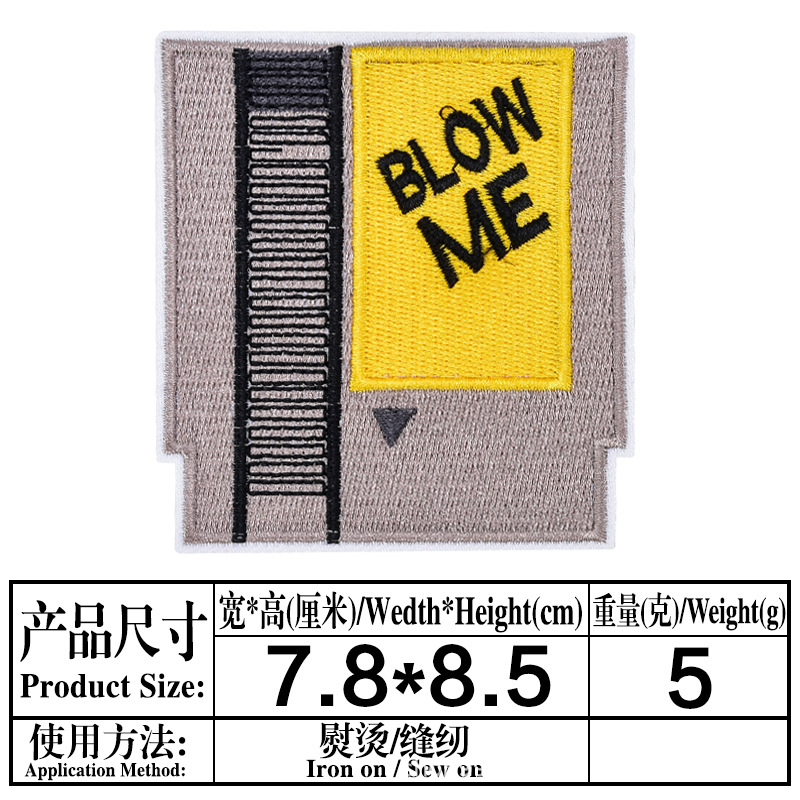 BLOW
ME
产品尺寸
Product Size:
宽*高(厘米)/Wedth*Height(cm)
重量(克)/Weight(g)
7.8*8.5
5
使用方法:
Application Method:
熨烫/缝纫
Iron on / Sew on